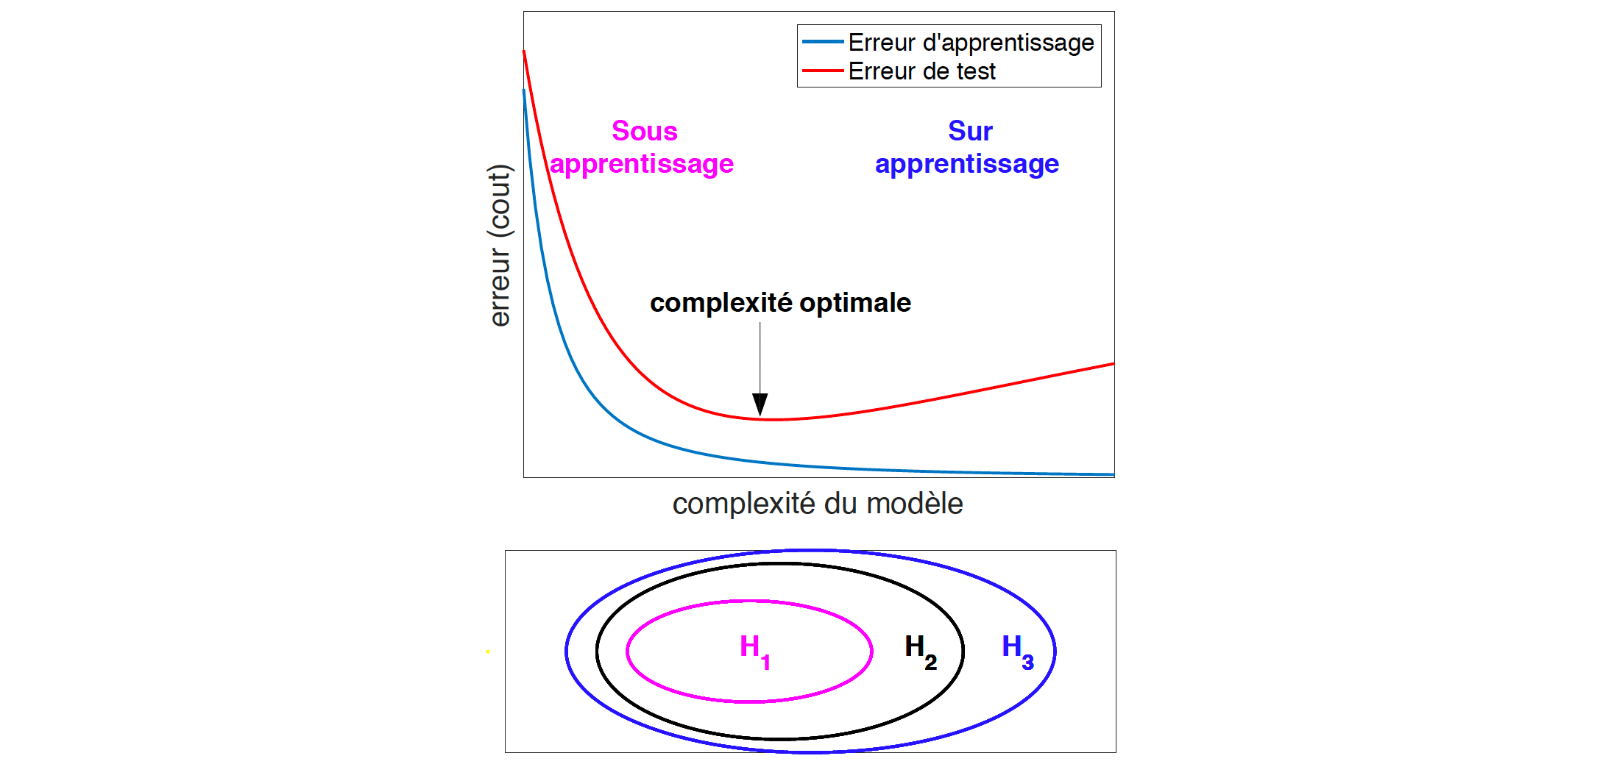 Erreur d'apprentissage
Erreur de test
Sous
apprentissage
Sur
apprentissage
erreur (cout)
complexité optimale
complexité du modèle
H1
H2
H3